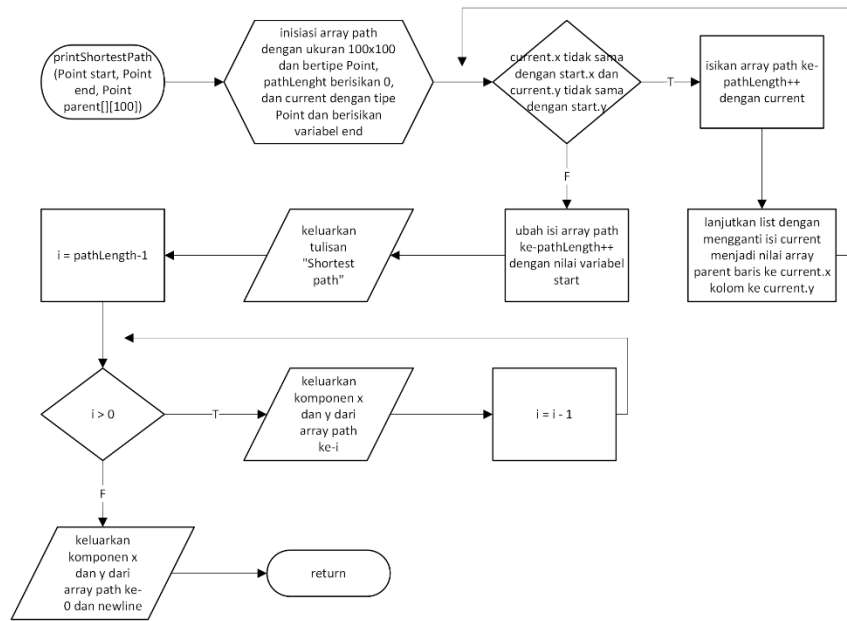 printShortestPath
(Point start, Point
end, Point
parent[][100])
inisiasi array path
dengan ukuran 100x100
dan bertipe Point,
pathLenght berisikan 0,
dan current dengan tipe
Point dan berisikan
variabel end
current.x tidak sama
dengan start.x dan
current.y tidak sama
dengan start.y
T
isikan array path ke-
pathLength++
dengan current
F
i = pathLength-1
keluarkan
tulisan
"Shortest
path"
ubah isi array path
ke-pathLength++
dengan nilai variabel
start
lanjutkan list dengan
mengganti isi current
menjadi nilai array
parent baris ke current.x
kolom ke current.y
i > 0
T
keluarkan
komponen x
dan y dari
array path
ke-i
i = i - 1
F
keluarkan
komponen x
dan y dari
array path ke-
0 dan newline
return